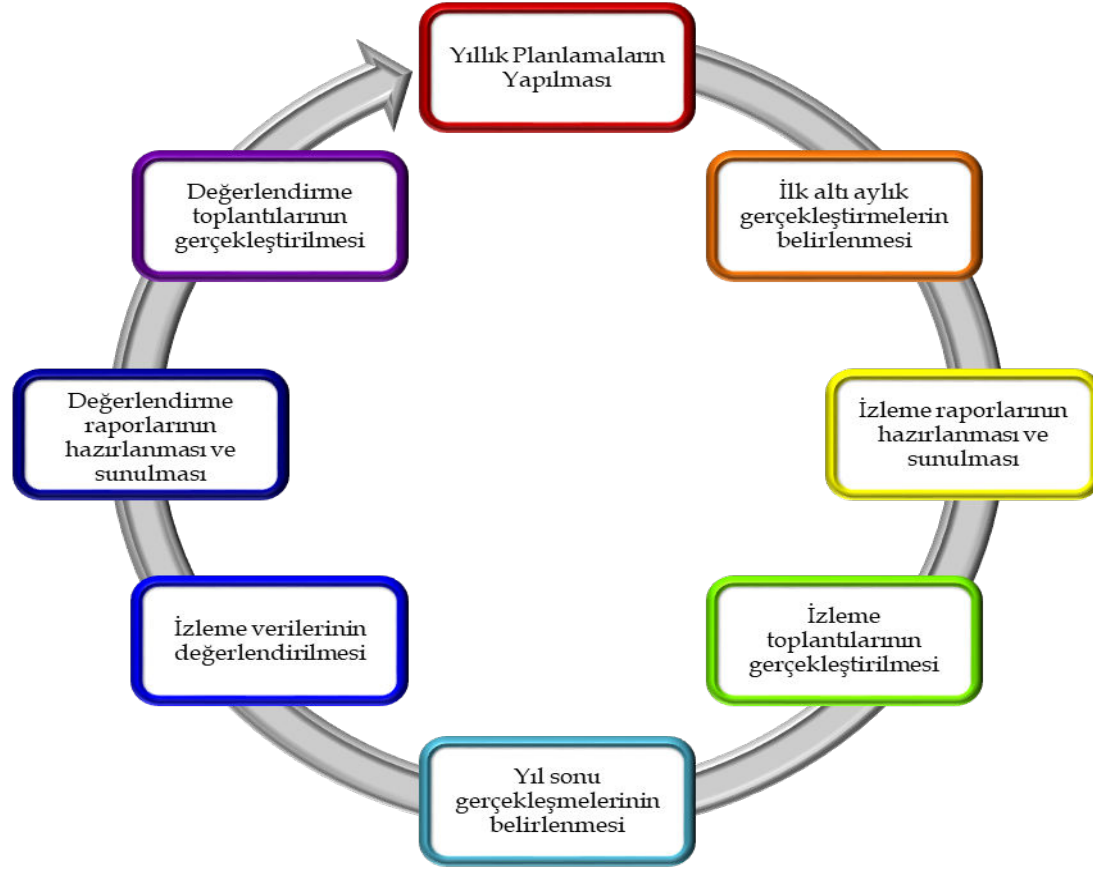 Yıllık Planlamaların
Yapılması
İlk altı aylık
gerçekleştirmelerin
belirlenmesi
İzleme raporlarının
hazırlanması ve
sunulması
İzleme
toplantılarının
gerçekleştirilmesi
Yıl sonu
gerçekleşmelerinin
belirlenmesi
İzleme verilerinin
değerlendirilmesi
Değerlendirme
raporlarının
hazırlanması ve
sunulması
Değerlendirme
toplantılarının
gerçekleştirilmesi